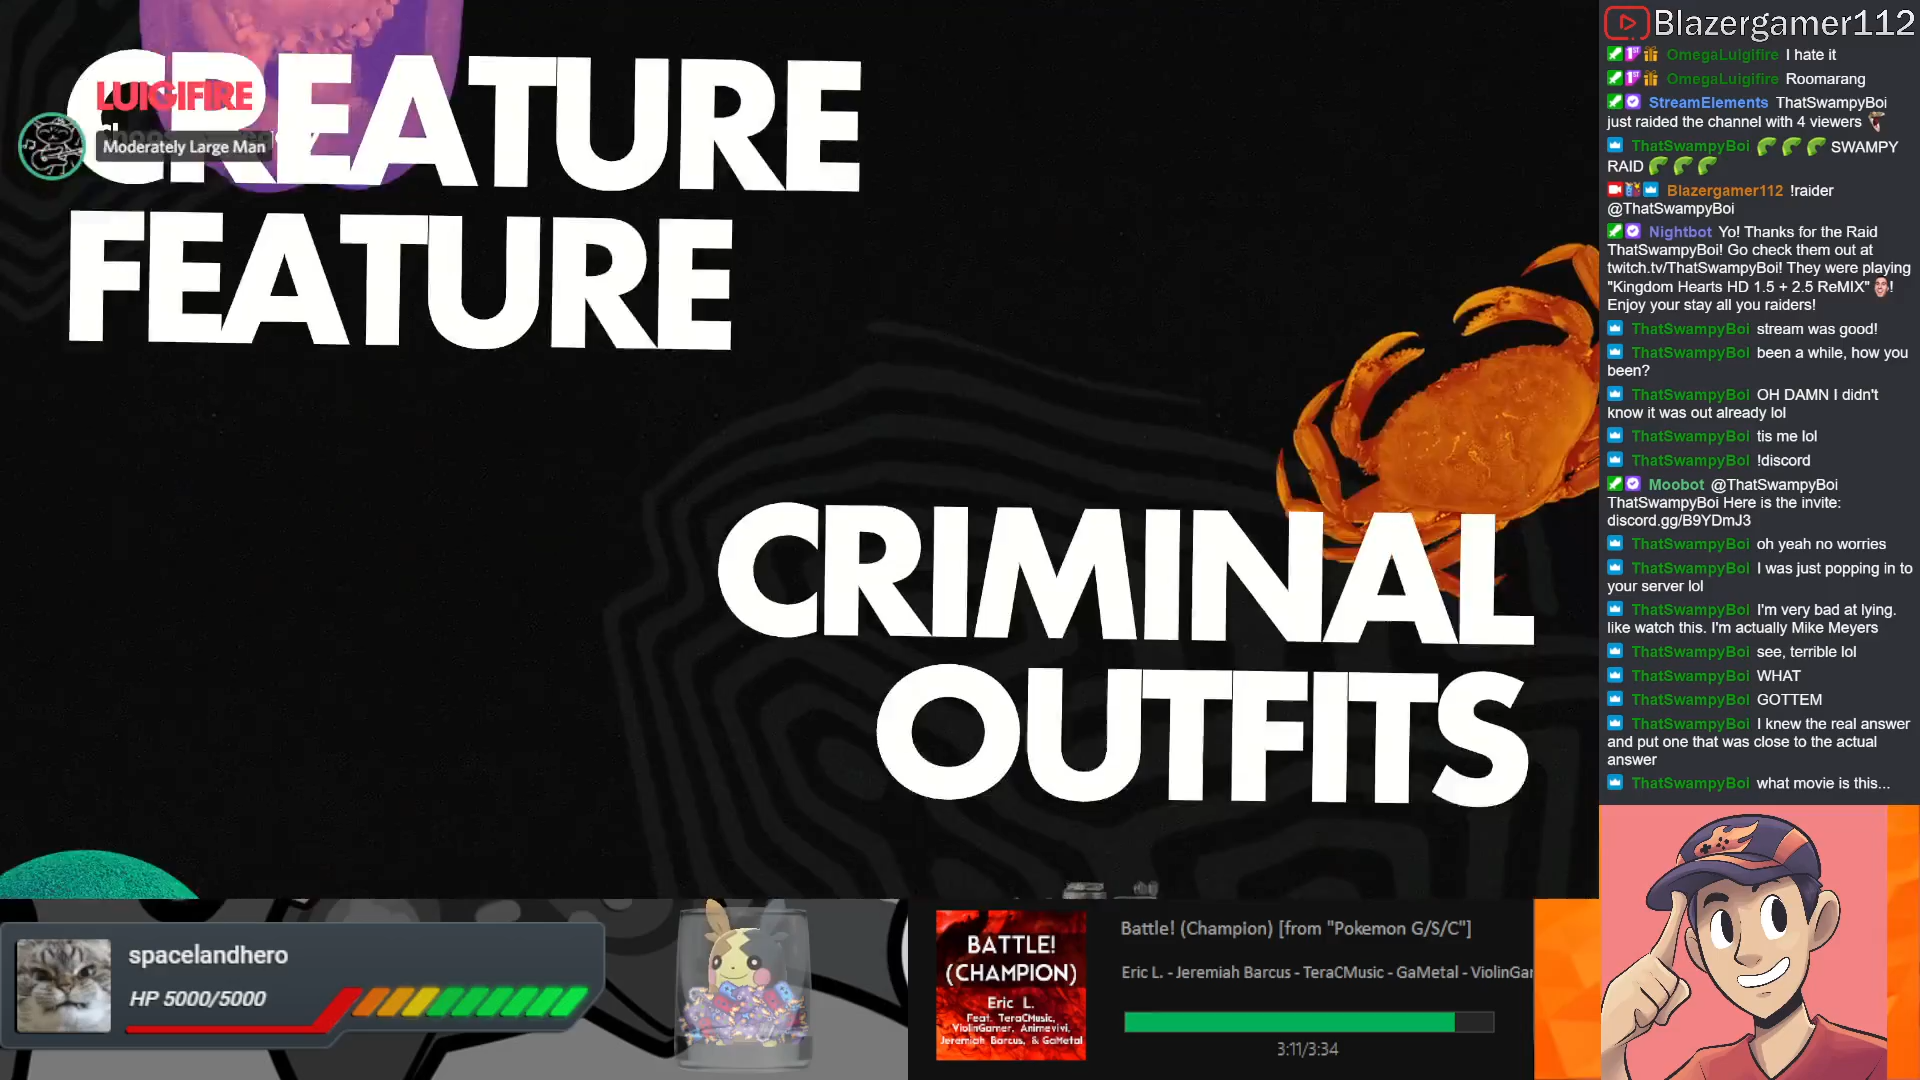 CREATURE
FEATURE
LUIGIFIRE
Moderately Large Man
CRIMINAL
OUTFITS
Blazergamer112
OmegaLuigifire I hate it
OmegaLuigifire Roomarang
StreamElements ThatSwampyBoi
just raided the channel with 4 viewers
ThatSwampyBoi SWAMPY
RAID
Blazergamer112 !raider
@ThatSwampyBoi
Nightbot Yo! Thanks for the Raid
ThatSwampyBoi! Go check them out at
twitch.tv/ThatSwampyBoi! They were playing
"Kingdom Hearts HD 1.5 + 2.5 ReMIX" !
Enjoy your stay all you raiders!
ThatSwampyBoi stream was good!
ThatSwampyBoi been a while, how you
been?
ThatSwampyBoi OH DAMN I didn't
know it was out already lol
ThatSwampyBoi tis me lol
ThatSwampyBoi !discord
Moobot @ThatSwampyBoi
ThatSwampyBoi Here is the invite:
discord.gg/B9YDmJ3
ThatSwampyBoi oh yeah no worries
ThatSwampyBoi I was just popping in to
your server lol
ThatSwampyBoi I'm very bad at lying.
like watch this. I'm actually Mike Meyers
ThatSwampyBoi see, terrible lol
ThatSwampyBoi WHAT
ThatSwampyBoi GOTTEM
ThatSwampyBoi I knew the real answer
and put one that was close to the actual
answer
ThatSwampyBoi what movie is this...
spacelandhero
HP 5000/5000
BATTLE!
(CHAMPION)
Eric L.
Feat. TeraCMusic,
ViolinGamer, Animevivi,
Jeremiah Barcus, & GaMetal
Battle! (Champion) [from "Pokemon G/S/C"]
Eric L. - Jeremiah Barcus - TeraCMusic - GaMetal - ViolinGar
3:11/3:34